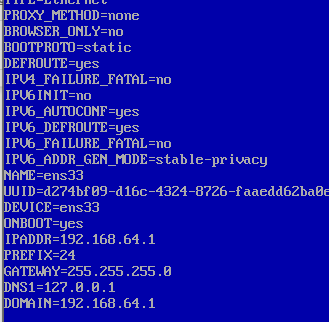 TYPE=Ethernet
PROXY_METHOD=none
BROWSER_ONLY=no
BOOTPROTO=static
DEFROUTE=yes
IPV4_FAILURE_FATAL=no
IPV6INIT=no
IPV6_AUTOCONF=yes
IPV6_DEFROUTE=yes
IPV6_FAILURE_FATAL=no
IPV6_ADDR_GEN_MODE=stable-privacy
NAME=ens33
UUID=d274bf09-d16c-4324-8726-faaedd62ba0e
DEVICE=ens33
ONBOOT=yes
IPADDR=192.168.64.1
PREFIX=24
GATEWAY=255.255.255.0
DNS1=127.0.0.1
DOMAIN=192.168.64.1